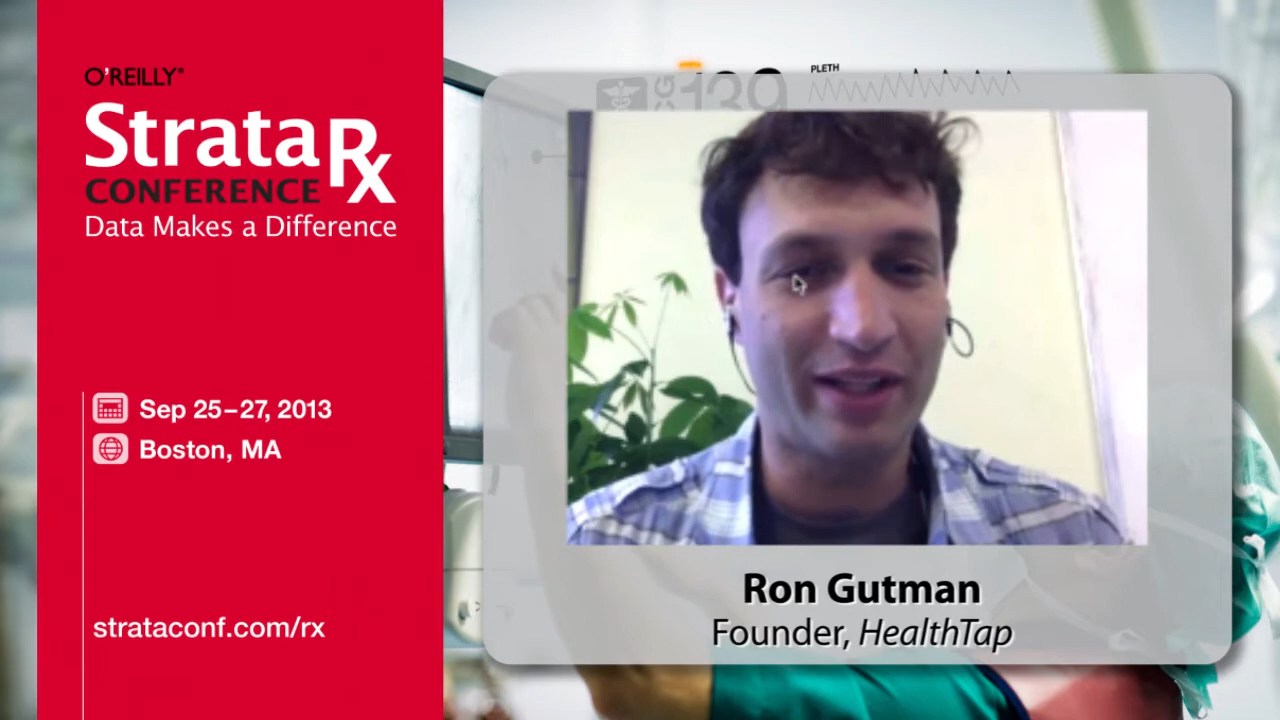 O'REILLY®
Strata Rx
CONFERENCE
Data Makes a Difference
Sep 25–27, 2013
Boston, MA
strataconf.com/rx
139
PLETH
Ron Gutman
Founder, HealthTap